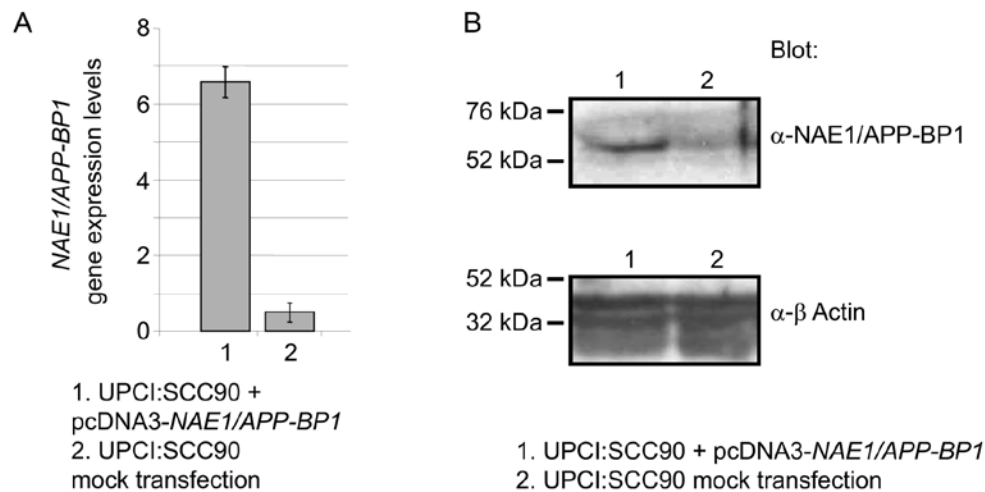 A
NAE1/APP-BP1
gene expression levels
8
6
4
2
0
1 2
1. UPCI:SCC90 +
pcDNA3-NAE1/APP-BP1
2. UPCI:SCC90
mock transfection
B
Blot:
1 2
76 kDa
52 kDa
α-NAE1/APP-BP1
1 2
52 kDa
32 kDa
α-β Actin
1. UPCI:SCC90 + pcDNA3-NAE1/APP-BP1
2. UPCI:SCC90 mock transfection